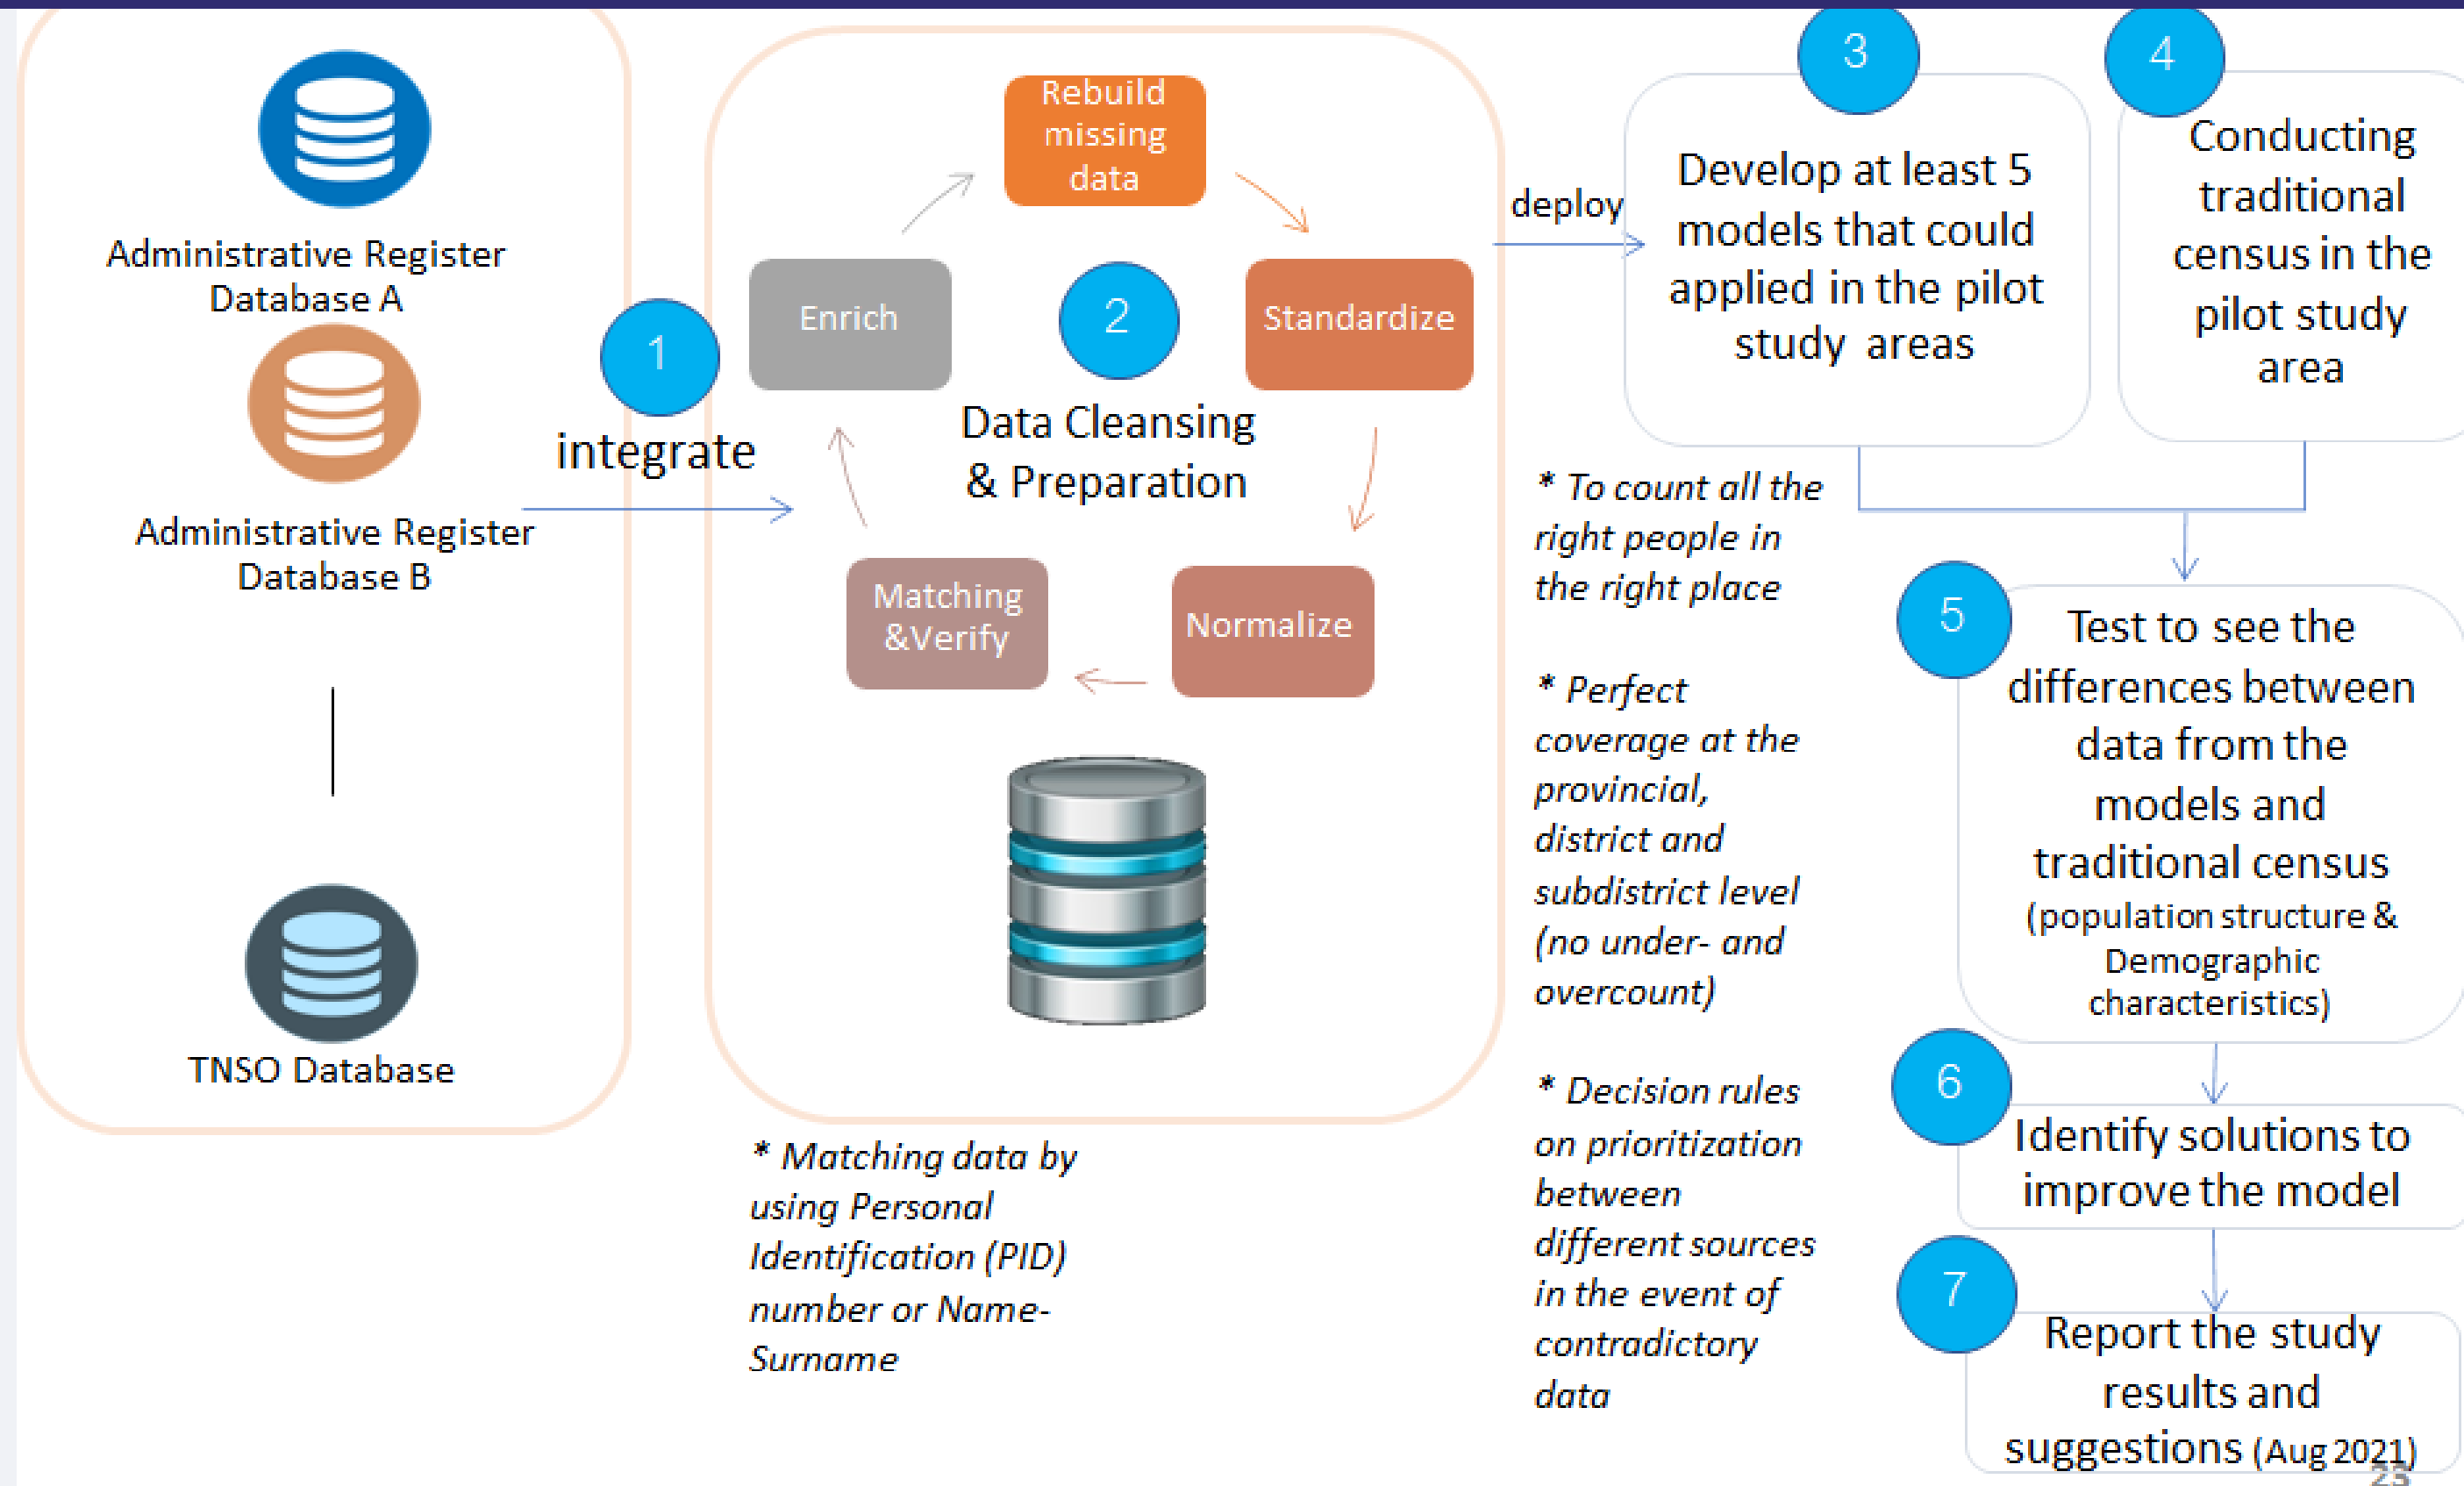 Administrative Register
Database A
Administrative Register
Database B
TNSO Database
1
integrate
Rebuild
missing
data
Enrich
2
Standardize
Data Cleansing
& Preparation
Matching
&Verify
Normalize
* Matching data by
using Personal
Identification (PID)
number or Name-
Surname
deploy
3
Develop at least 5
models that could
applied in the pilot
study areas
4
Conducting
traditional
census in the
pilot study
area
* To count all the
right people in
the right place
* Perfect
coverage at the
provincial,
district and
subdistrict level
(no under- and
overcount)
* Decision rules
on prioritization
between
different sources
in the event of
contradictory
data
5
Test to see the
differences between
data from the
models and
traditional census
(population structure &
Demographic
characteristics)
6
Identify solutions to
improve the model
7
Report the study
results and
suggestions (Aug 2021)
23